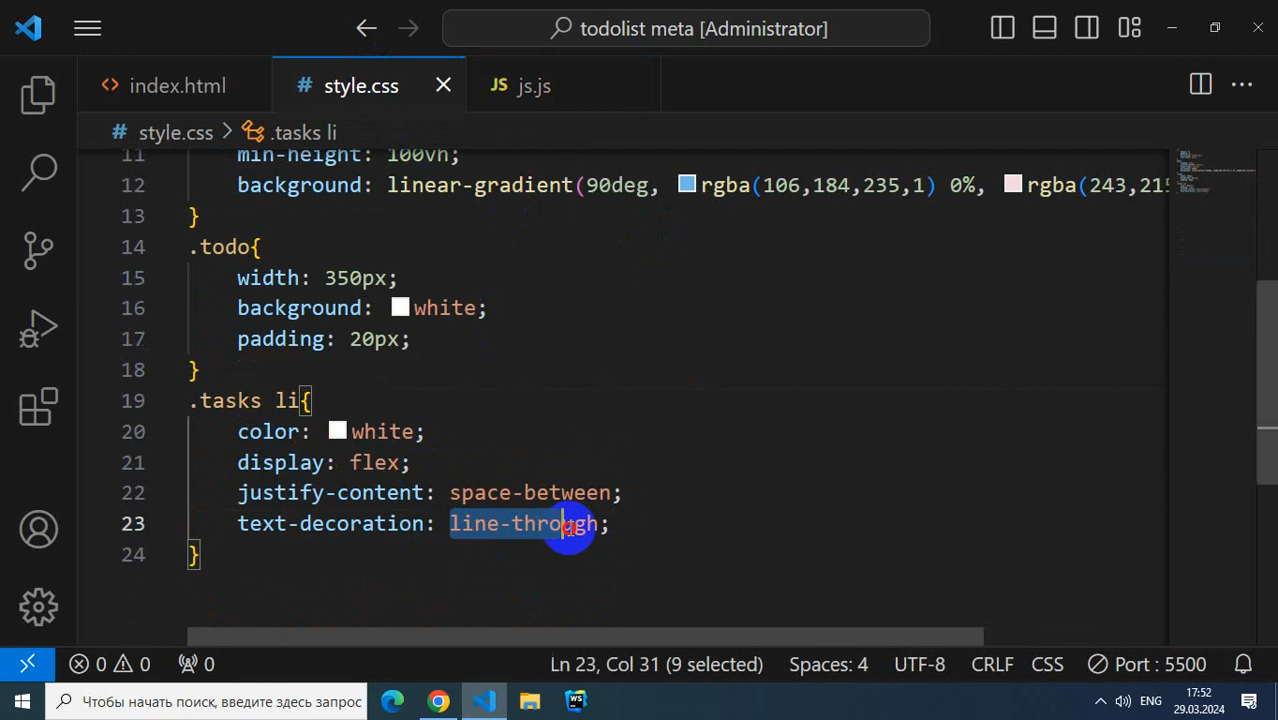 todolist meta [Administrator]
index.html
# style.css
JS js.js
# style.css > .tasks li
11 min-height: 100vh;
12 background: linear-gradient(90deg, rgba(106,184,235,1) 0%, rgba(243,215
13 }
14 .todo{
15 width: 350px;
16 background: white;
17 padding: 20px;
18 }
19 .tasks li{
20 color: white;
21 display: flex;
22 justify-content: space-between;
23 text-decoration: line-through;
24 }
0 0 0 Ln 23, Col 31 (9 selected) Spaces: 4 UTF-8 CRLF CSS Port : 5500
Чтобы начать поиск, введите здесь запрос
WS
ENG
17:52
29.03.2024